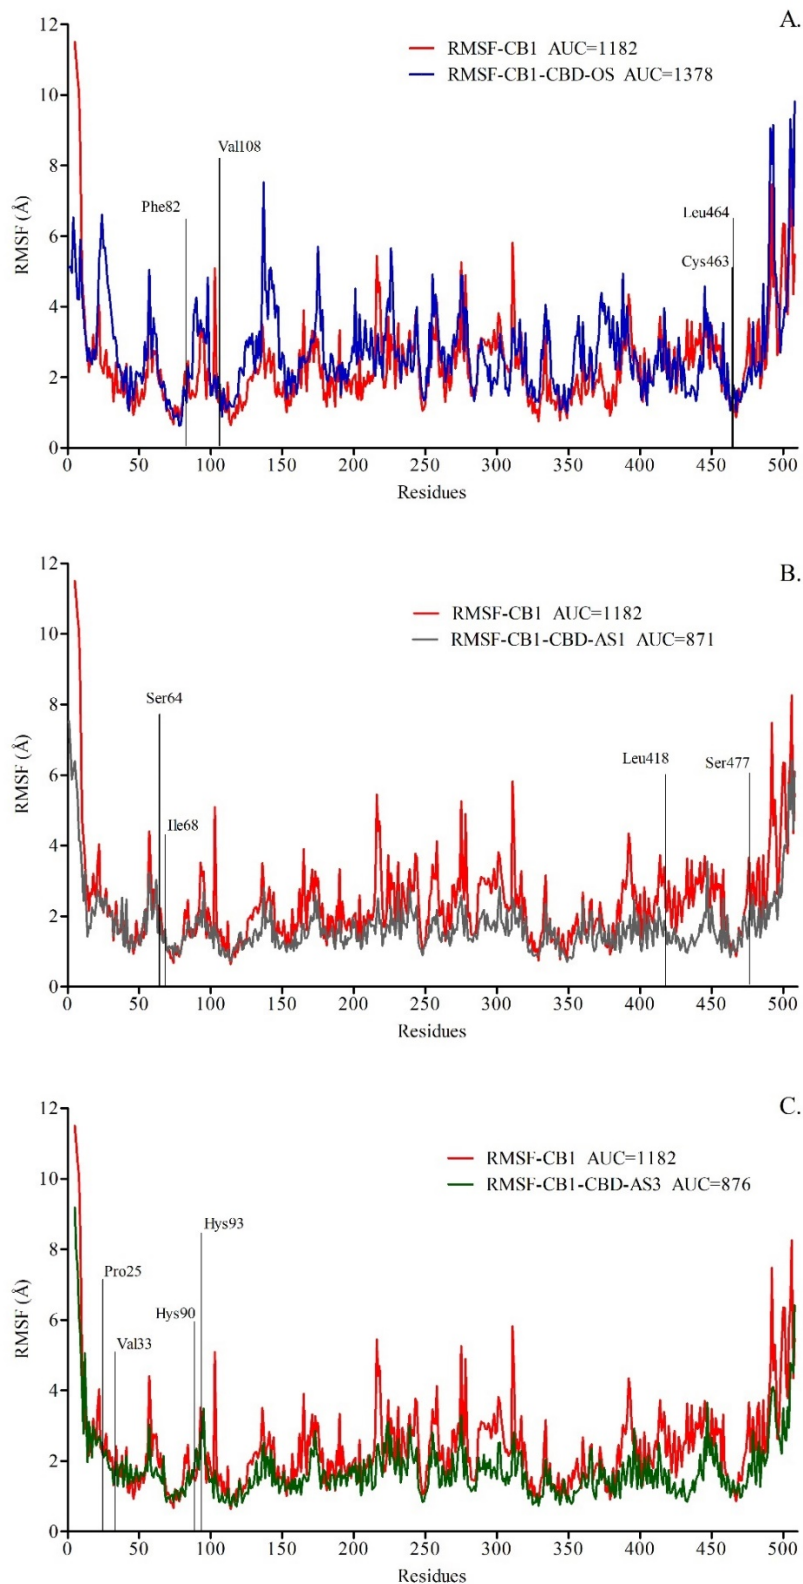 A.
12
RMSF-CB1 AUC=1182
RMSF-CB1-CBD-OS AUC=1378
10
Val108
8
Phe82
Leu464
RMSF (Å)
6
Cys463
4
2
0
0 50 100 150 200 250 300 350 400 450 500
Residues
B.
12
RMSF-CB1 AUC=1182
RMSF-CB1-CBD-AS1 AUC=871
10
Ser64
8
Leu418
Ser477
RMSF (Å)
6
Ile68
4
2
0
0 50 100 150 200 250 300 350 400 450 500
Residues
C.
12
RMSF-CB1 AUC=1182
RMSF-CB1-CBD-AS3 AUC=876
10
Hys93
8
Pro25
Hys90
RMSF (Å)
6
Val33
4
2
0
0 50 100 150 200 250 300 350 400 450 500
Residues